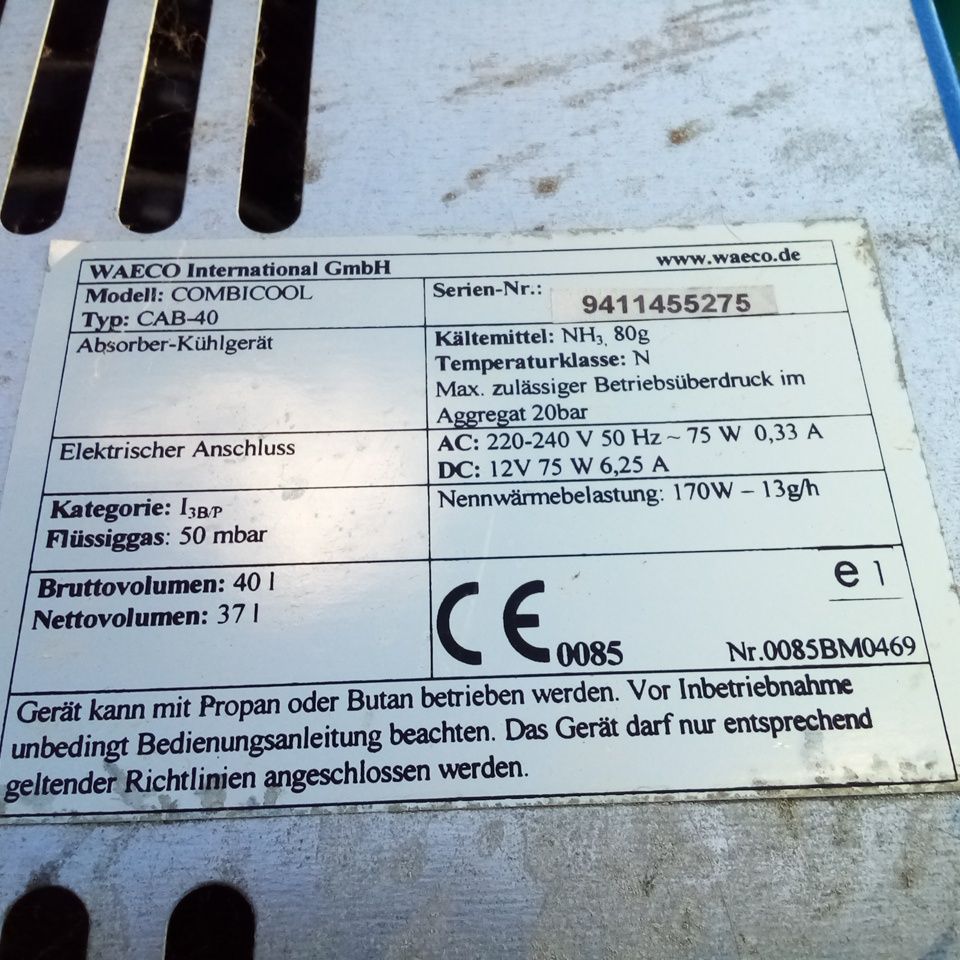 WAECO International GmbH
www.waeco.de
Modell: COMBICOOL
Typ: CAB-40
Serien-Nr.: 9411455275
Absorber-Kühlgerät
Kältemittel: NH₃, 80g
Temperaturklasse: N
Max. zulässiger Betriebsüberdruck im
Aggregat 20bar
Elektrischer Anschluss
AC: 220-240 V 50 Hz ~ 75 W 0,33 A
DC: 12V 75 W 6,25 A
Kategorie: I3B/P
Flüssiggas: 50 mbar
Nennwärmebelastung: 170W – 13g/h
Bruttovolumen: 40 l
Nettovolumen: 37 l
CE 0085
e 1
Nr.0085BM0469
Gerät kann mit Propan oder Butan betrieben werden. Vor Inbetriebnahme
unbedingt Bedienungsanleitung beachten. Das Gerät darf nur entsprechend
geltender Richtlinien angeschlossen werden.